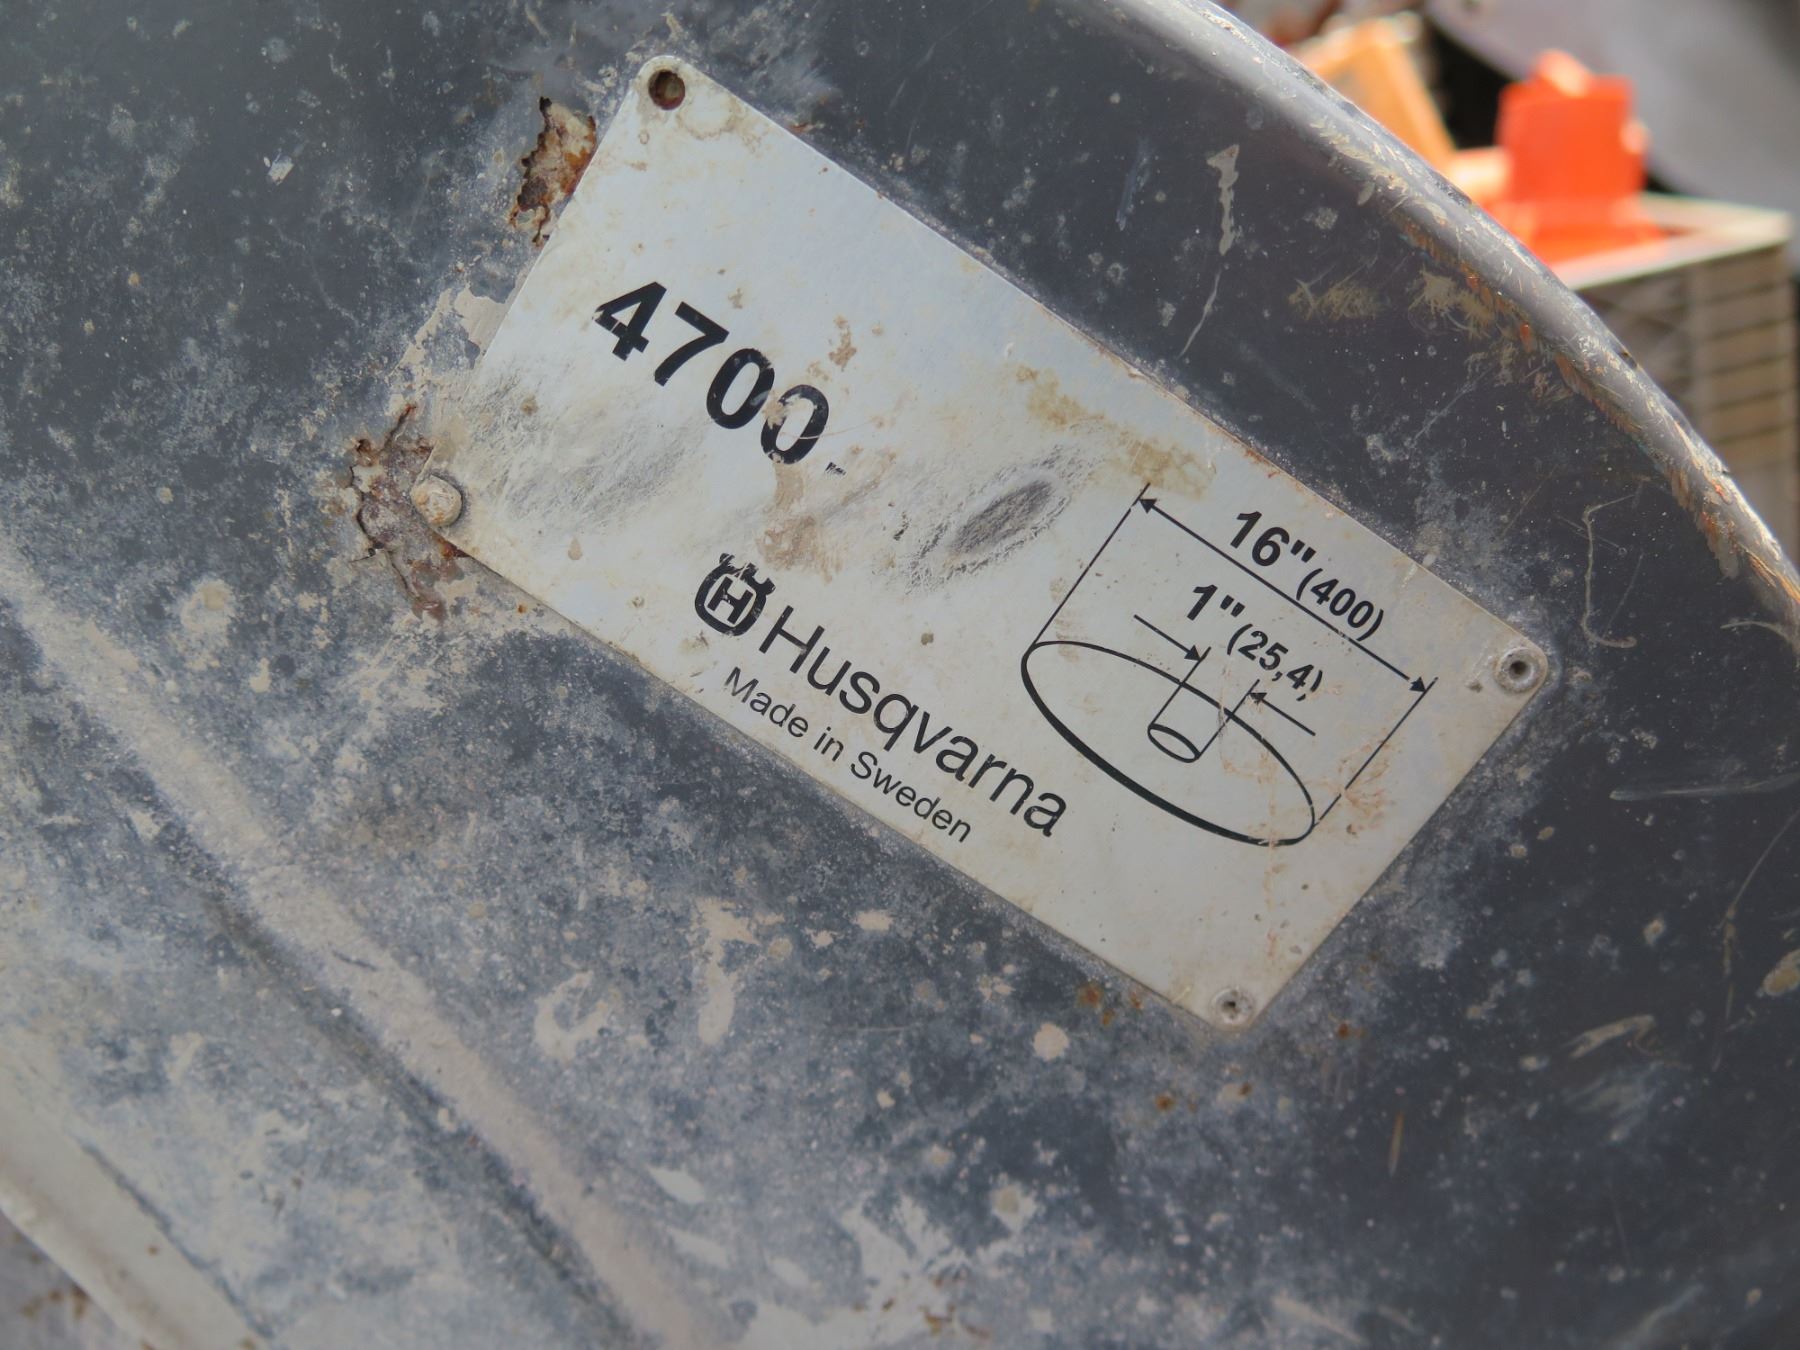 4700
16" (400)
1" (25,4)
H Husqvarna
Made in Sweden